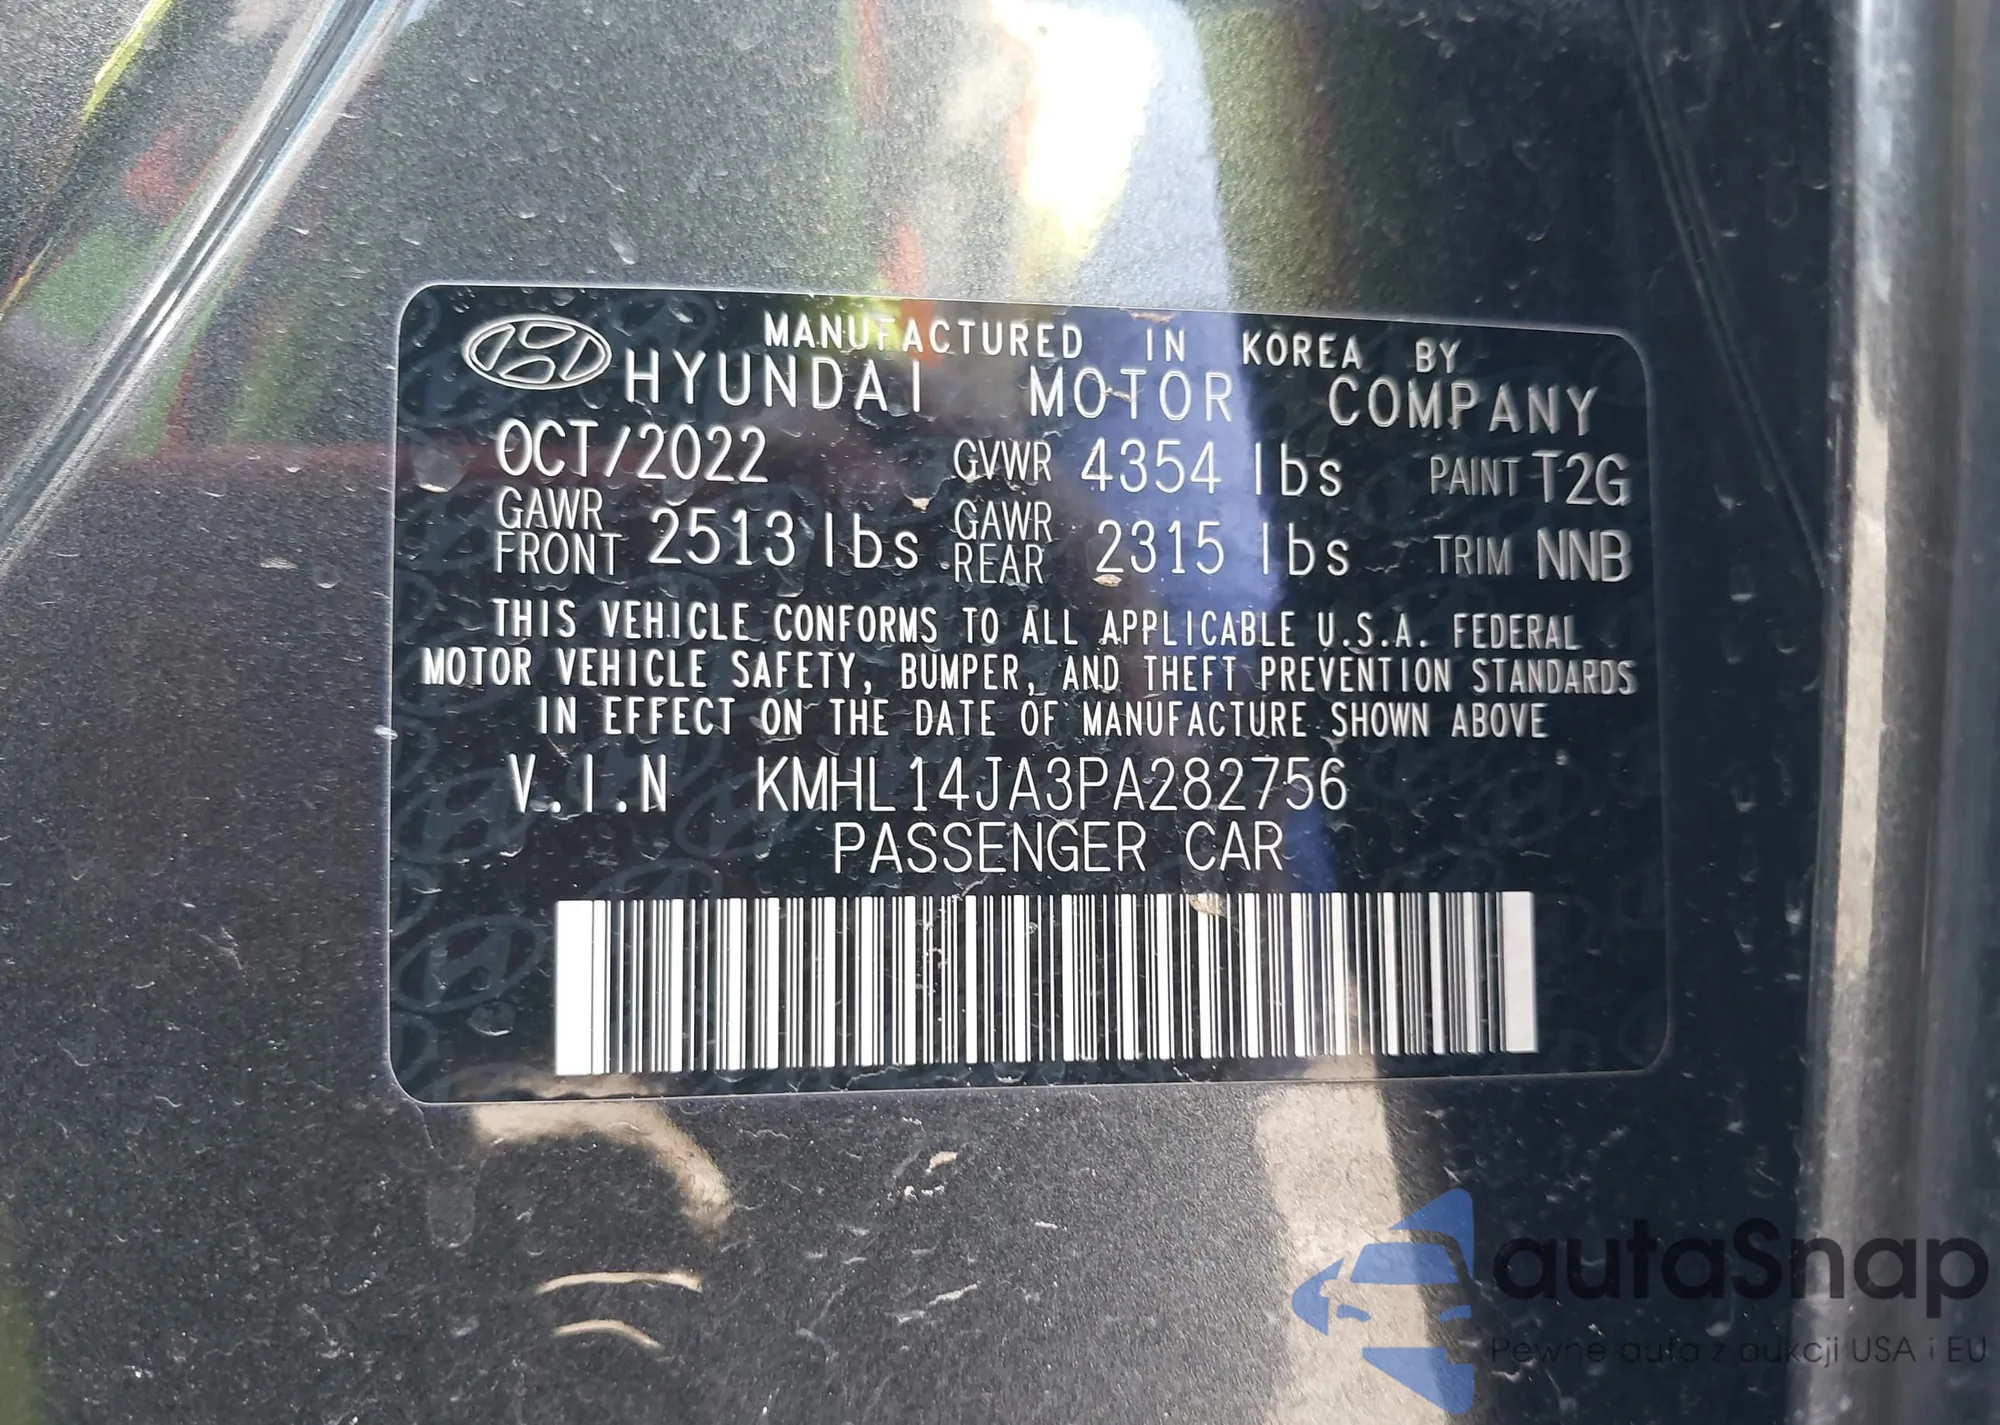 MANUFACTURED IN KOREA BY
HYUNDAI MOTOR COMPANY
OCT/2022 GVWR 4354 lbs PAINT T2G
GAWR FRONT 2513 lbs GAWR REAR 2315 lbs TRIM NNB
THIS VEHICLE CONFORMS TO ALL APPLICABLE U.S.A. FEDERAL
MOTOR VEHICLE SAFETY, BUMPER, AND THEFT PREVENTION STANDARDS
IN EFFECT ON THE DATE OF MANUFACTURE SHOWN ABOVE
V.I.N KMHL14JA3PA282756
PASSENGER CAR
autaSnap
Pewne auta z aukcji USA i EU